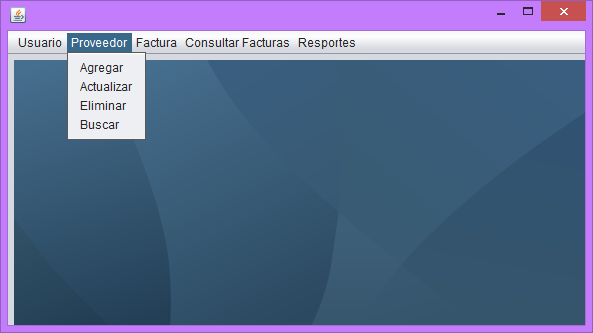 Usuario Proveedor Factura Consultar Facturas Resportes
Agregar
Actualizar
Eliminar
Buscar